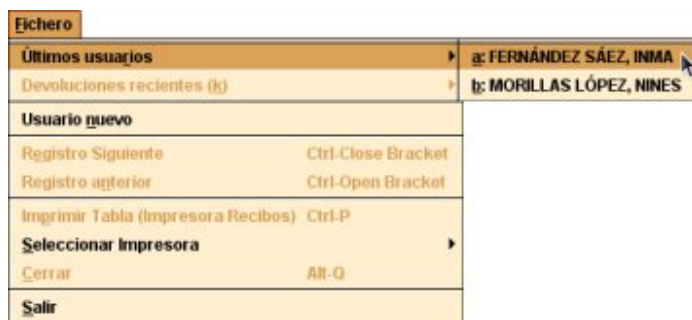 Fichero
Últimos usuarios
a: FERNÁNDEZ SÁEZ, INMA
Devoluciones recientes (k)
b: MORILLAS LÓPEZ, NINES
Usuario nuevo
Registro Siguiente Ctrl-Close Bracket
Registro anterior Ctrl-Open Bracket
Imprimir Tabla (Impresora Recibos) Ctrl-P
Seleccionar Impresora
Cerrar Alt-Q
Salir